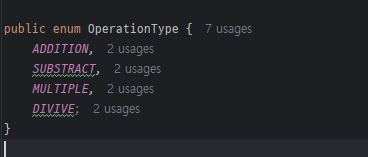 public enum OperationType { 7 usages
ADDITION, 2 usages
SUBSTRACT, 2 usages
MULTIPLE, 2 usages
DIVIVE; 2 usages
}